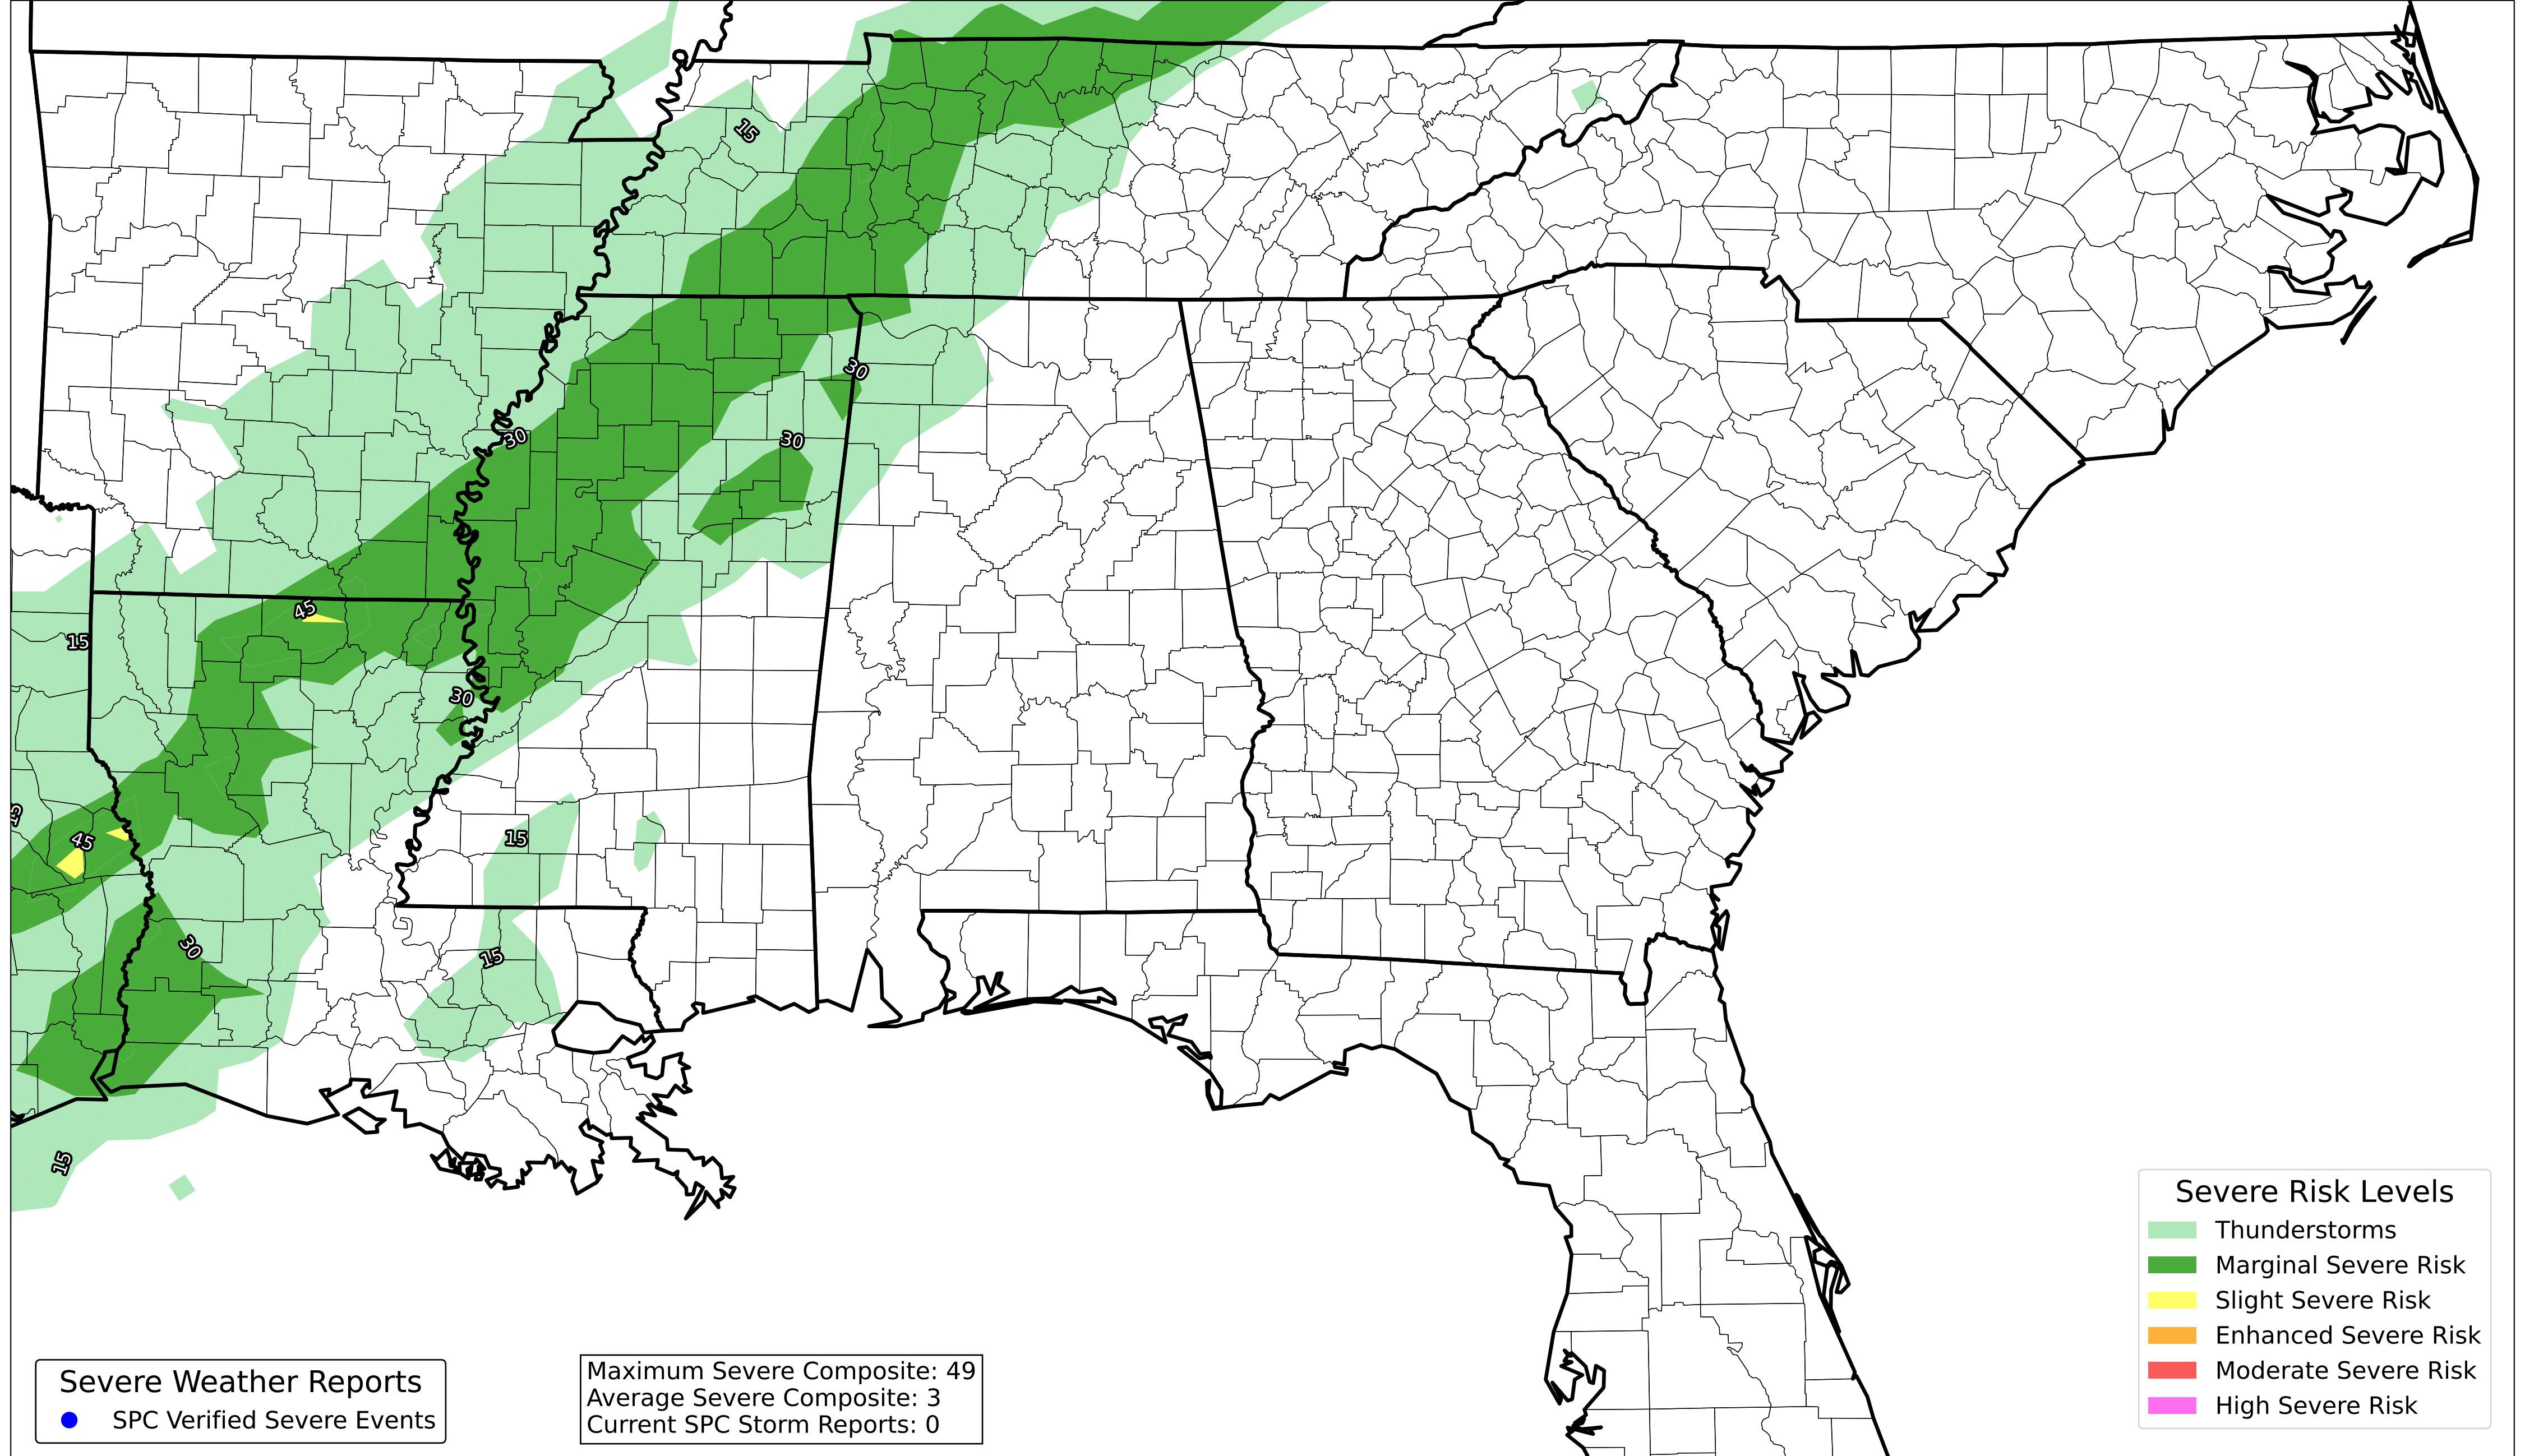 15
30
30
30
45
15
30
45
15
15
30
15
15
Severe Risk Levels
Thunderstorms
Marginal Severe Risk
Slight Severe Risk
Enhanced Severe Risk
Moderate Severe Risk
High Severe Risk
Severe Weather Reports
SPC Verified Severe Events
Maximum Severe Composite: 49
Average Severe Composite: 3
Current SPC Storm Reports: 0